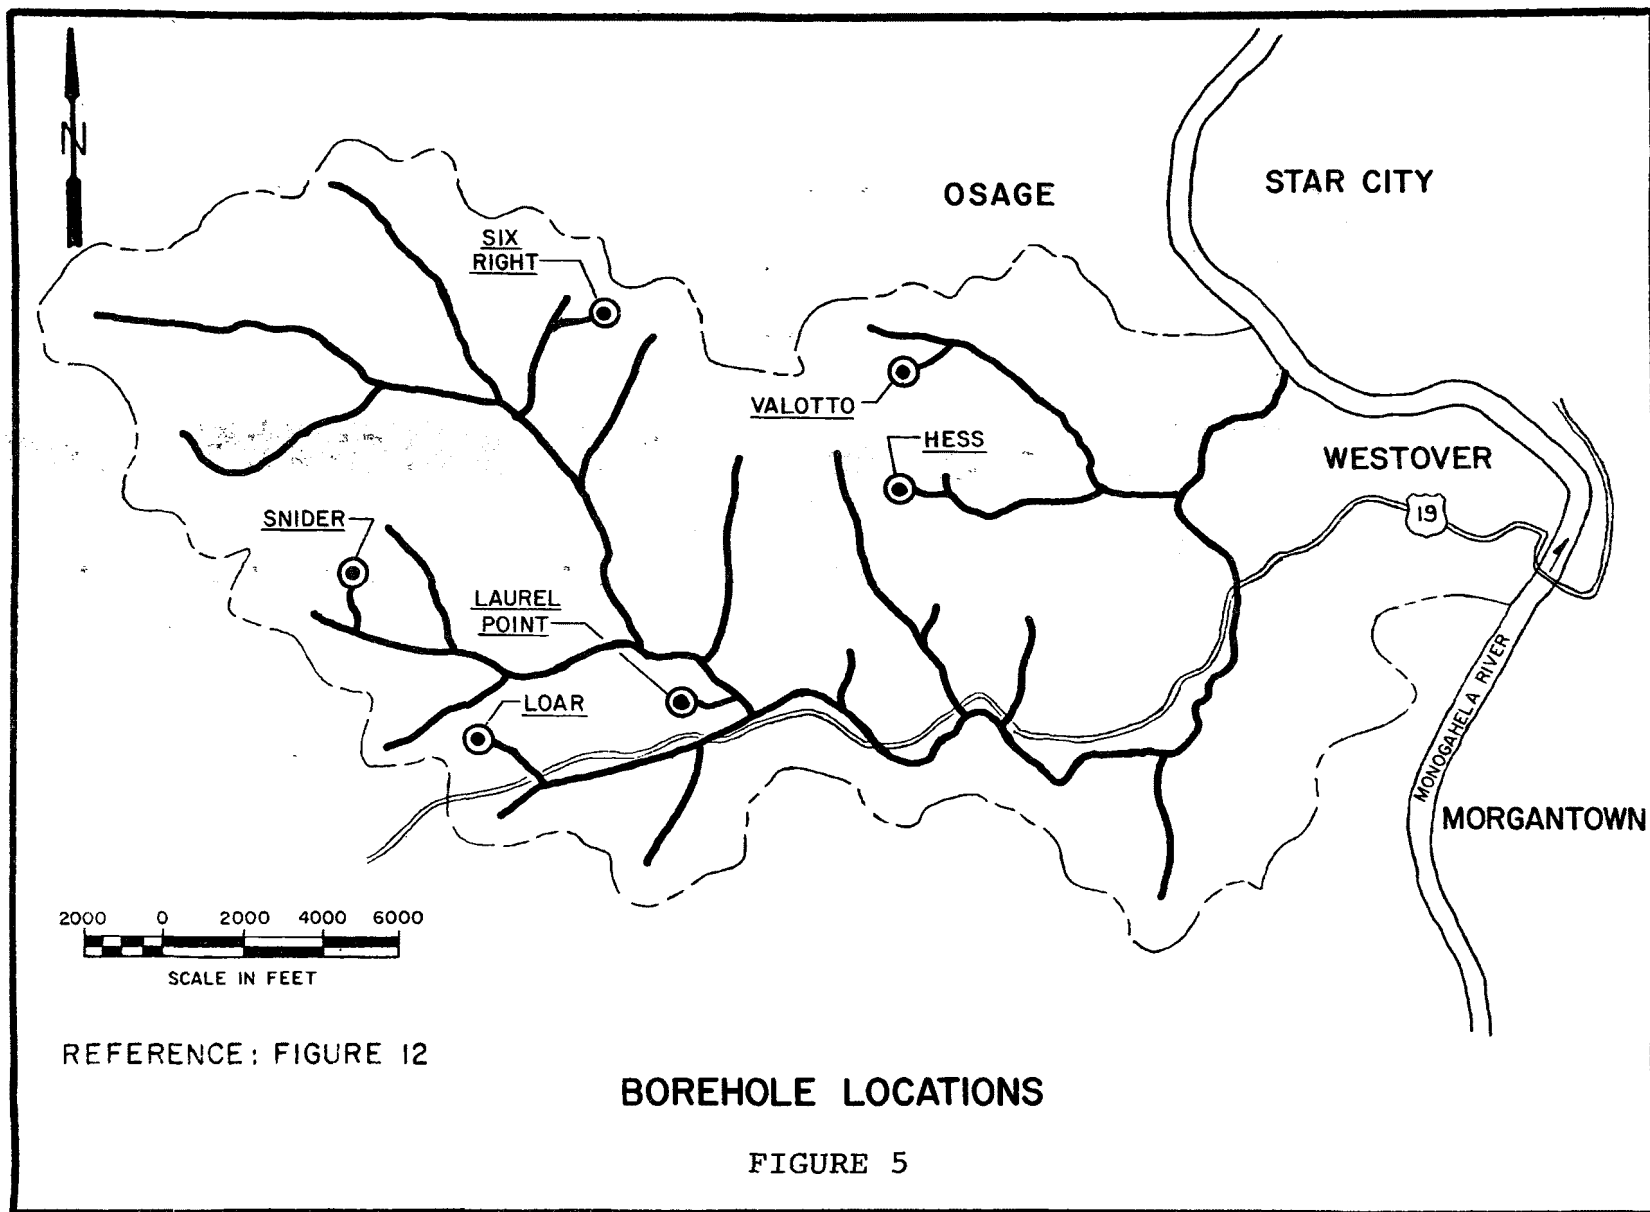 N
OSAGE
STAR CITY
SIX
RIGHT
VALOTTO
HESS
WESTOVER
19
SNIDER
LAUREL
POINT
LOAR
MONOGAHELA RIVER
MORGANTOWN
2000 0 2000 4000 6000
SCALE IN FEET
REFERENCE: FIGURE 12
BOREHOLE LOCATIONS
FIGURE 5